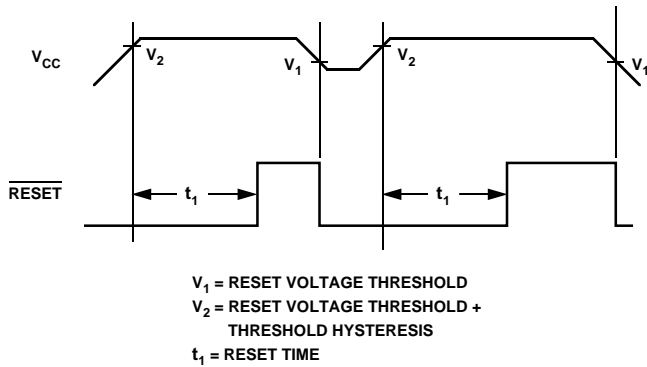 V_CC
V_2
V_1
V_2
V_1
RESET
t_1
t_1
V_1 = RESET VOLTAGE THRESHOLD
V_2 = RESET VOLTAGE THRESHOLD +
THRESHOLD HYSTERESIS
t_1 = RESET TIME